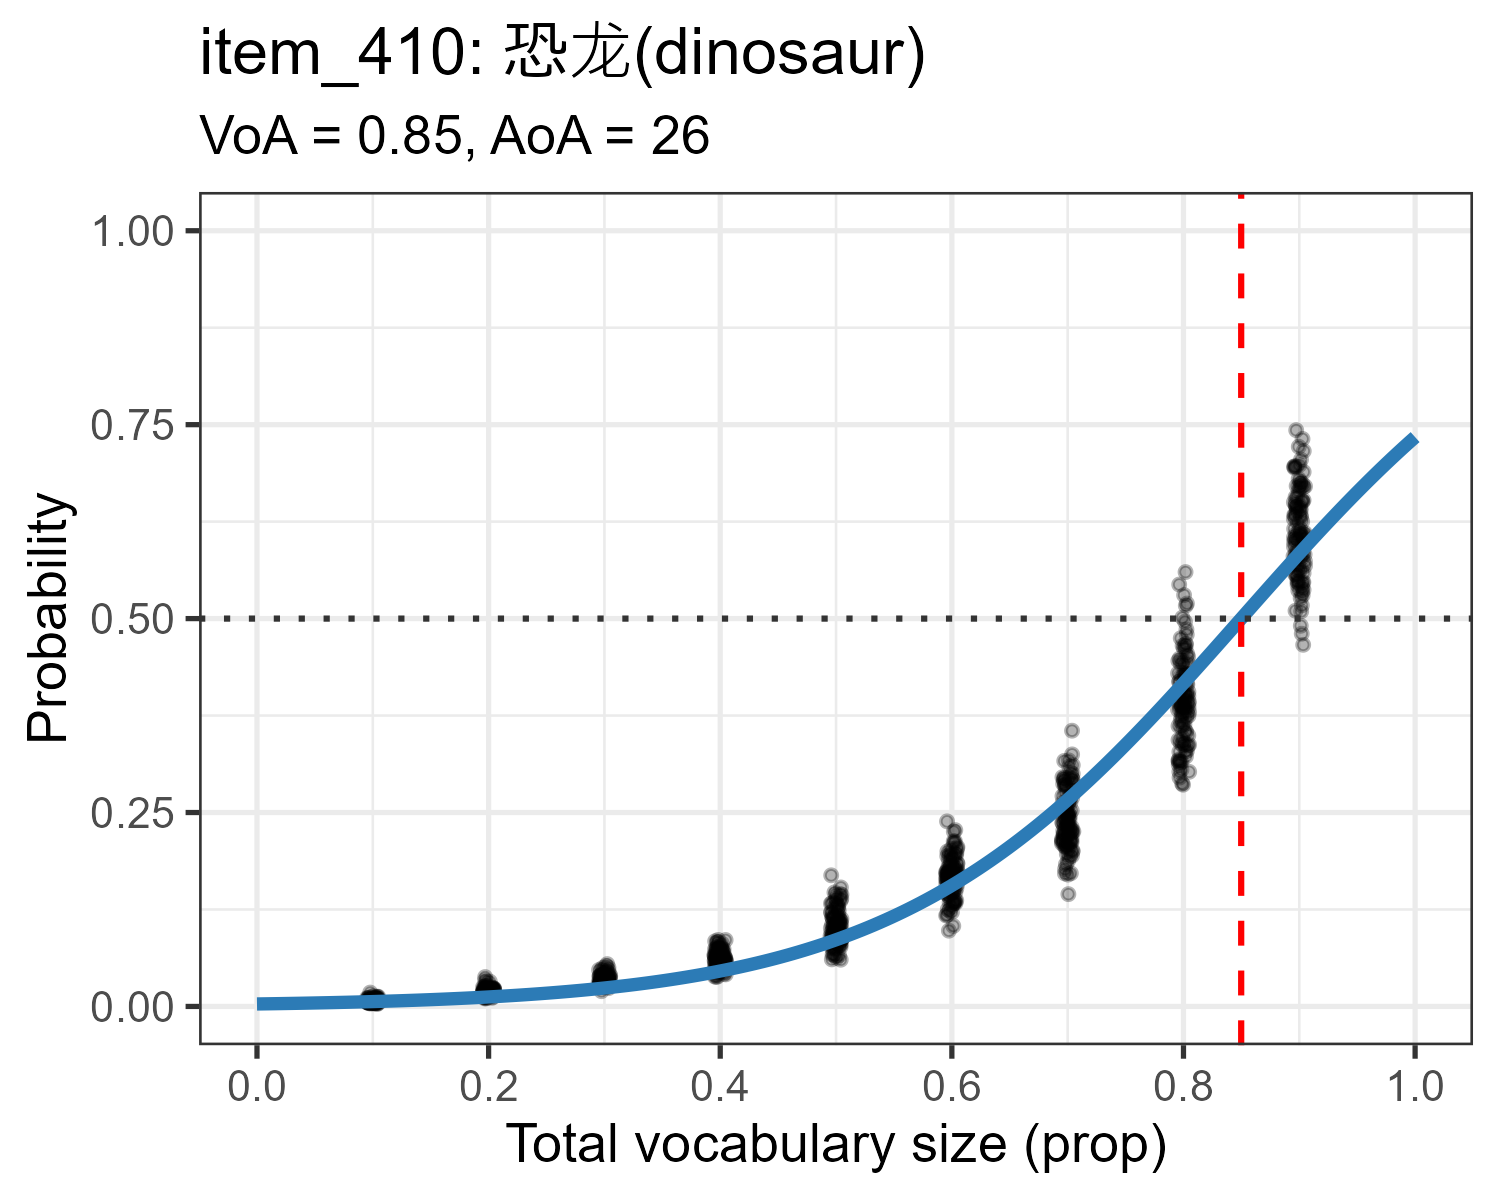 item_410: 恐龙(dinosaur)
VoA = 0.85, AoA = 26
1.00
0.75
0.50
0.25
0.00
Probability
0.0 0.2 0.4 0.6 0.8 1.0
Total vocabulary size (prop)